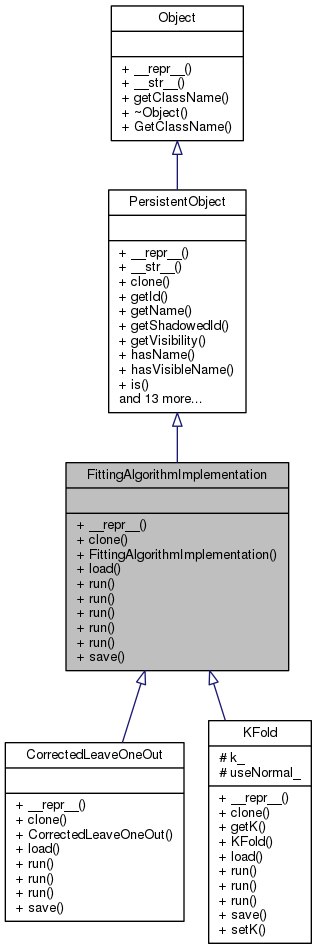 Object
+ __repr__()
+ __str__()
+ getClassName()
+ ~Object()
+ GetClassName()
PersistentObject
+ __repr__()
+ __str__()
+ clone()
+ getId()
+ getName()
+ getShadowedId()
+ getVisibility()
+ hasName()
+ hasVisibleName()
+ is()
and 13 more...
FittingAlgorithmImplementation
+ __repr__()
+ clone()
+ FittingAlgorithmImplementation()
+ load()
+ run()
+ run()
+ run()
+ run()
+ run()
+ save()
CorrectedLeaveOneOut
+ __repr__()
+ clone()
+ CorrectedLeaveOneOut()
+ load()
+ run()
+ run()
+ run()
+ save()
KFold
# k_
# useNormal_
+ __repr__()
+ clone()
+ getK()
+ KFold()
+ load()
+ run()
+ run()
+ run()
+ save()
+ setK()